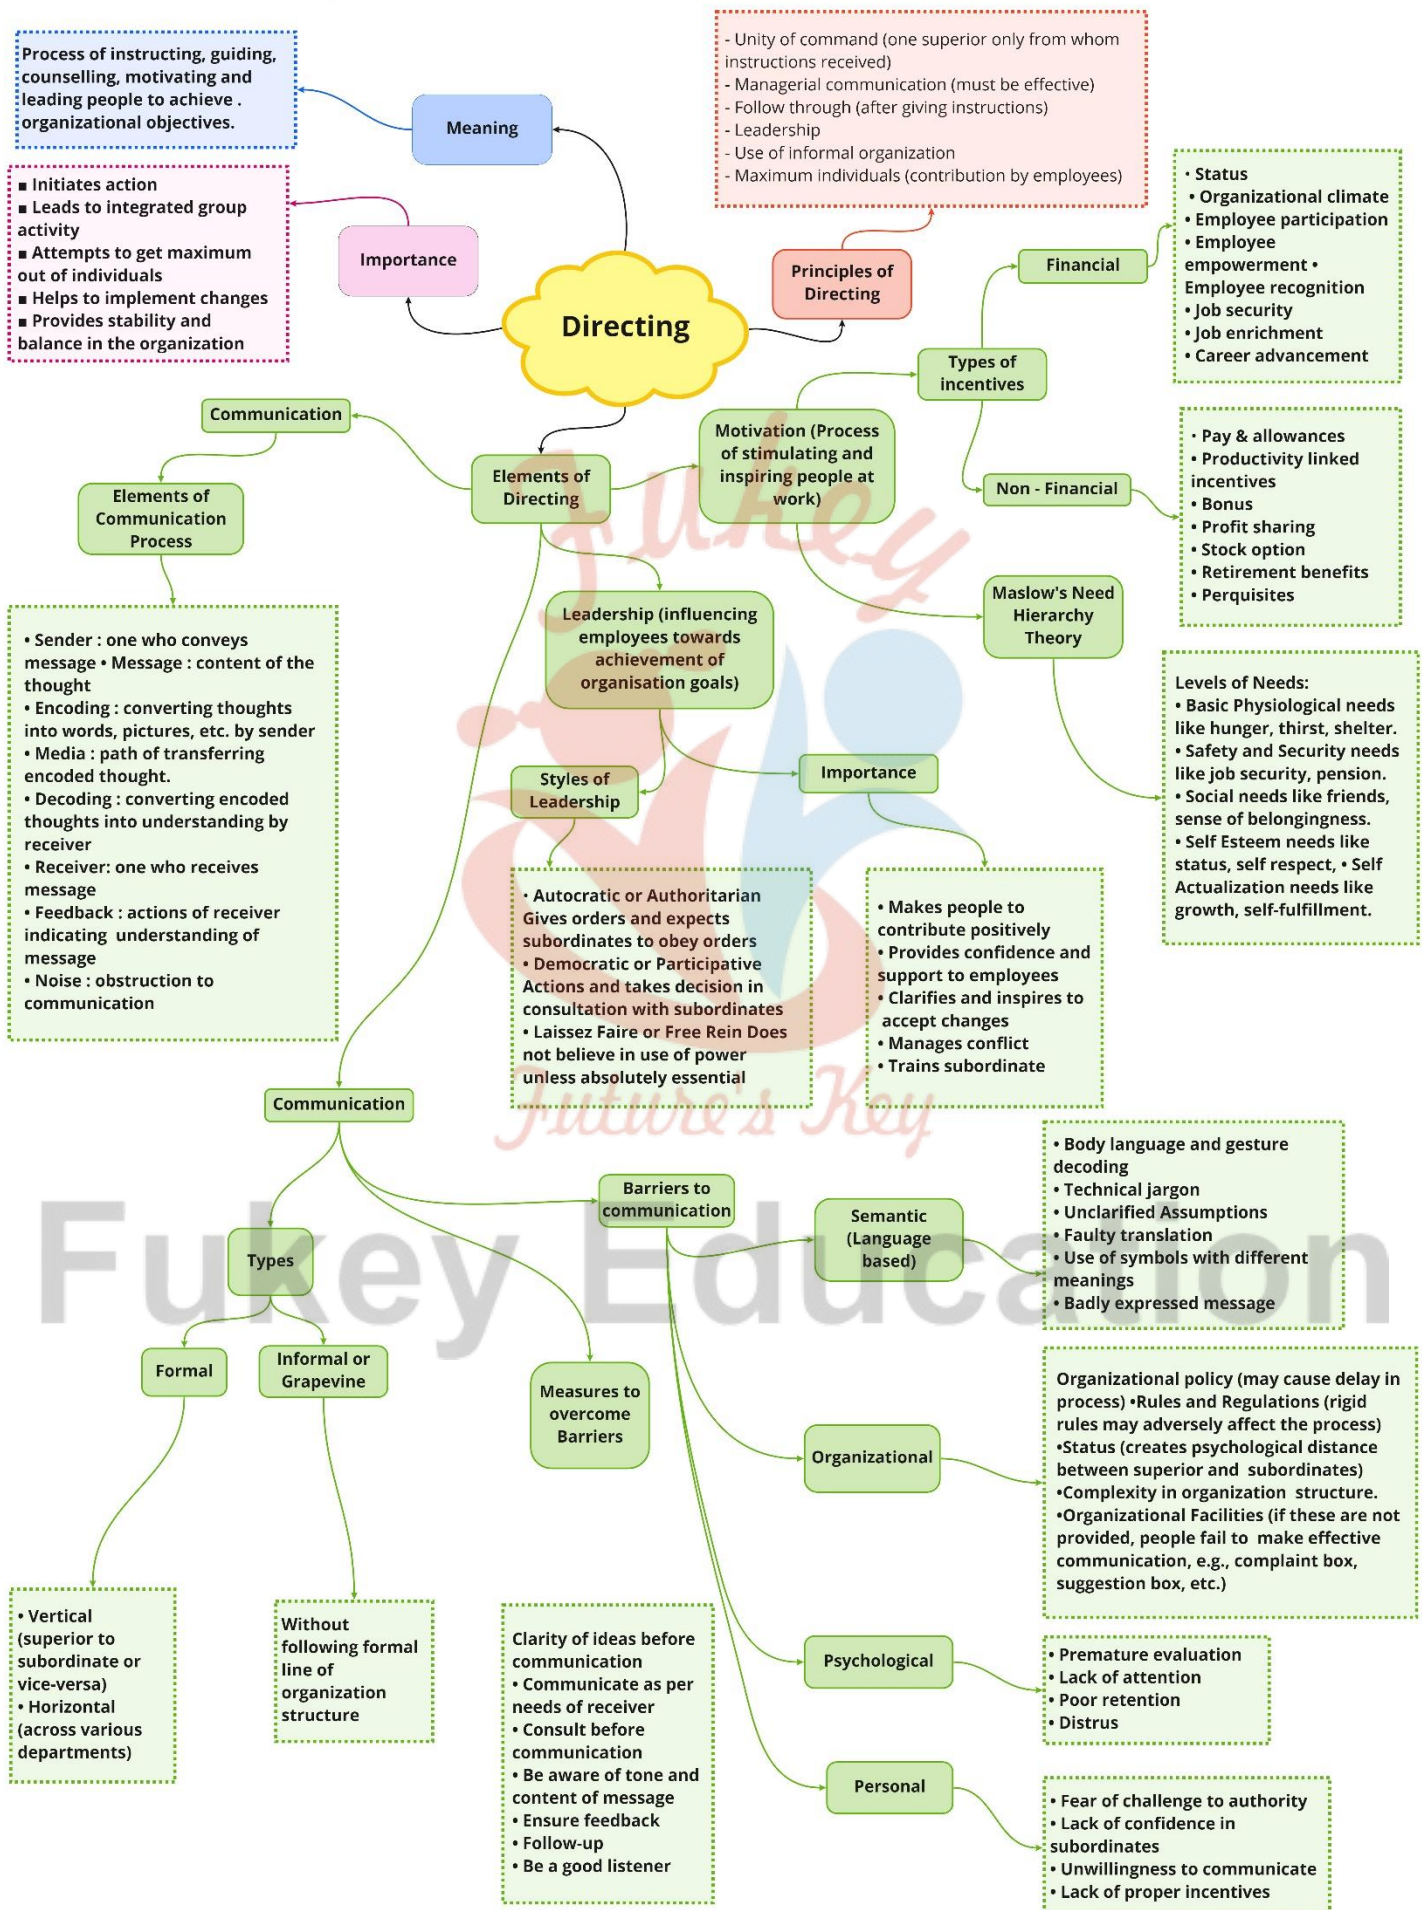 Process of instructing, guiding,
counselling, motivating and
leading people to achieve .
organizational objectives.
Meaning
- Unity of command (one superior only from whom
instructions received)
- Managerial communication (must be effective)
- Follow through (after giving instructions)
- Leadership
- Use of informal organization
- Maximum individuals (contribution by employees)
■ Initiates action
■ Leads to integrated group
activity
■ Attempts to get maximum
out of individuals
■ Helps to implement changes
■ Provides stability and
balance in the organization
Importance
Directing
Principles of
Directing
Financial
• Status
• Organizational climate
• Employee participation
• Employee
empowerment •
Employee recognition
• Job security
• Job enrichment
• Career advancement
Types of
incentives
Communication
Elements of
Directing
Motivation (Process
of stimulating and
inspiring people at
work)
Non - Financial
• Pay & allowances
• Productivity linked
incentives
• Bonus
• Profit sharing
• Stock option
• Retirement benefits
• Perquisites
Elements of
Communication
Process
Maslow's Need
Hierarchy
Theory
Leadership (influencing
employees towards
achievement of
organisation goals)
• Sender : one who conveys
message • Message : content of the
thought
• Encoding : converting thoughts
into words, pictures, etc. by sender
• Media : path of transferring
encoded thought.
• Decoding : converting encoded
thoughts into understanding by
receiver
• Receiver: one who receives
message
• Feedback : actions of receiver
indicating understanding of
message
• Noise : obstruction to
communication
Levels of Needs:
• Basic Physiological needs
like hunger, thirst, shelter.
• Safety and Security needs
like job security, pension.
• Social needs like friends,
sense of belongingness.
• Self Esteem needs like
status, self respect, • Self
Actualization needs like
growth, self-fulfillment.
Styles of
Leadership
Importance
• Autocratic or Authoritarian
Gives orders and expects
subordinates to obey orders
• Democratic or Participative
Actions and takes decision in
consultation with subordinates
• Laissez Faire or Free Rein Does
not believe in use of power
unless absolutely essential
• Makes people to
contribute positively
• Provides confidence and
support to employees
• Clarifies and inspires to
accept changes
• Manages conflict
• Trains subordinate
Fukey
Future's Key
Communication
Fukey Education
Types
Barriers to
communication
Semantic
(Language
based)
• Body language and gesture
decoding
• Technical jargon
• Unclarified Assumptions
• Faulty translation
• Use of symbols with different
meanings
• Badly expressed message
Formal
Informal or
Grapevine
Measures to
overcome
Barriers
Organizational
Organizational policy (may cause delay in
process) •Rules and Regulations (rigid
rules may adversely affect the process)
•Status (creates psychological distance
between superior and subordinates)
•Complexity in organization structure.
•Organizational Facilities (if these are not
provided, people fail to make effective
communication, e.g., complaint box,
suggestion box, etc.)
• Vertical
(superior to
subordinate or
vice-versa)
• Horizontal
(across various
departments)
Without
following formal
line of
organization
structure
Clarity of ideas before
communication
• Communicate as per
needs of receiver
• Consult before
communication
• Be aware of tone and
content of message
• Ensure feedback
• Follow-up
• Be a good listener
Psychological
• Premature evaluation
• Lack of attention
• Poor retention
• Distrus
Personal
• Fear of challenge to authority
• Lack of confidence in
subordinates
• Unwillingness to communicate
• Lack of proper incentives